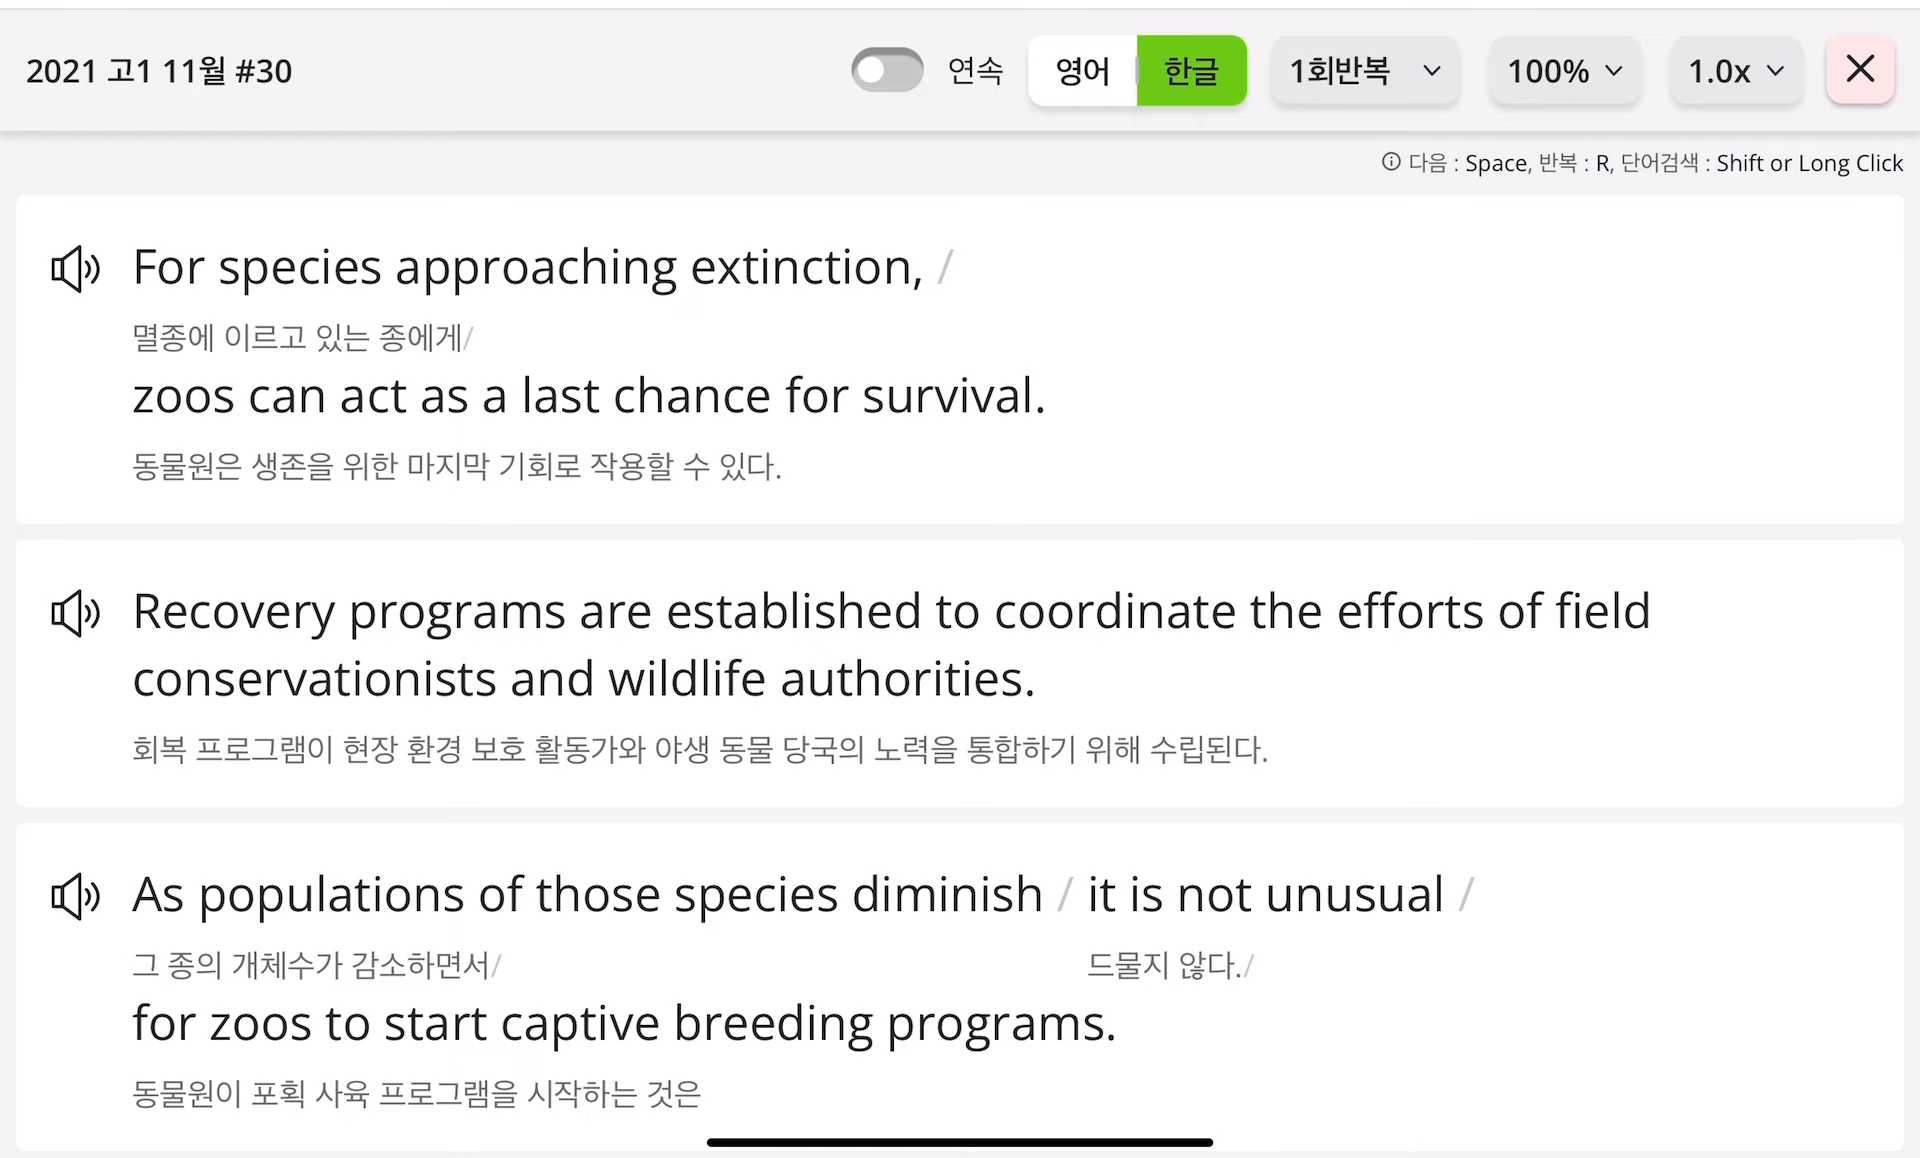 2021 고1 11월 #30
연속
영어
한글
1회반복
100%
1.0x
다음 : Space, 반복 : R, 단어검색 : Shift or Long Click
For species approaching extinction, /
멸종에 이르고 있는 종에게/
zoos can act as a last chance for survival.
동물원은 생존을 위한 마지막 기회로 작용할 수 있다.
Recovery programs are established to coordinate the efforts of field
conservationists and wildlife authorities.
회복 프로그램이 현장 환경 보호 활동가와 야생 동물 당국의 노력을 통합하기 위해 수립된다.
As populations of those species diminish / it is not unusual /
그 종의 개체수가 감소하면서/ 드물지 않다./
for zoos to start captive breeding programs.
동물원이 포획 사육 프로그램을 시작하는 것은